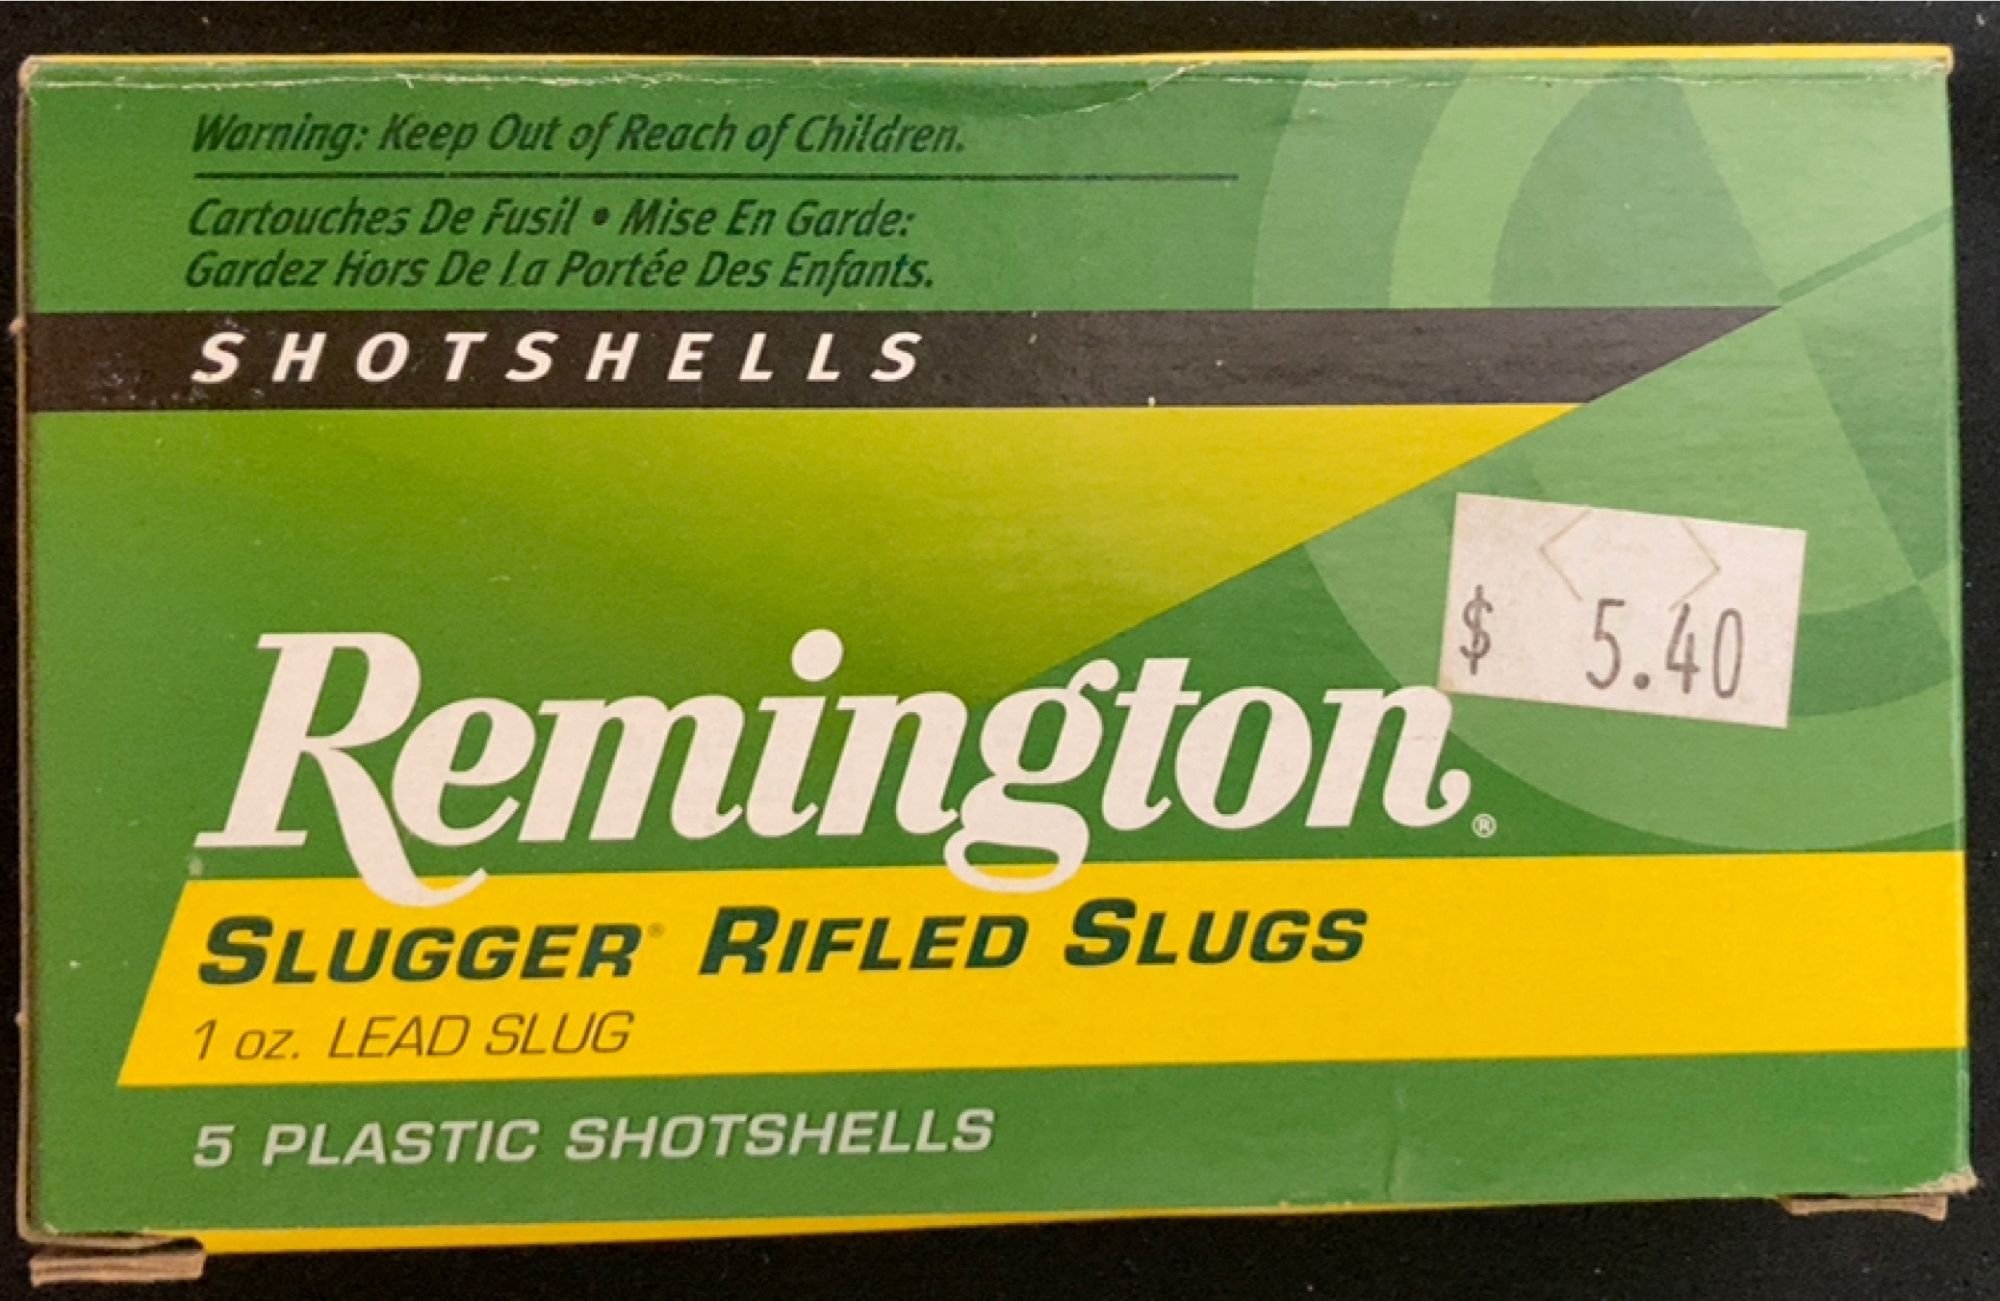 Warning: Keep Out of Reach of Children.
Cartouches De Fusil • Mise En Garde:
Gardez Hors De La Portée Des Enfants.
SHOTSHELLS
$ 5.40
Remington®
SLUGGER® RIFLED SLUGS
1 oz. LEAD SLUG
5 PLASTIC SHOTSHELLS